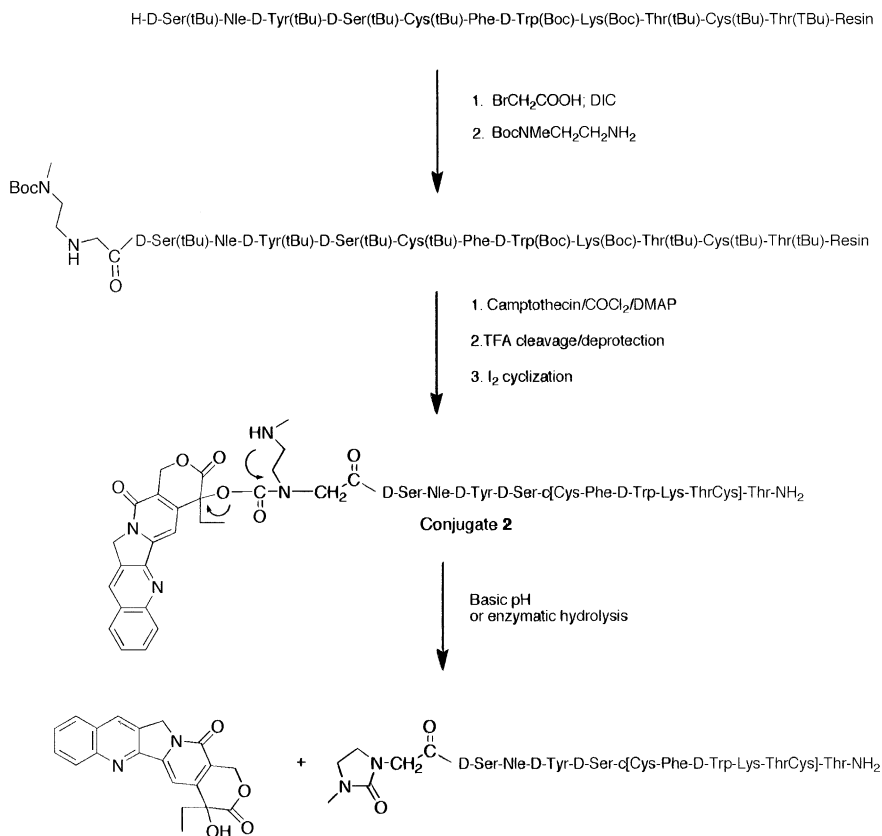 H-D-Ser(tBu)-Nle-D-Tyr(tBu)-D-Ser(tBu)-Cys(tBu)-Phe-D-Trp(Boc)-Lys(Boc)-Thr(tBu)-Cys(tBu)-Thr(TBu)-Resin
1. BrCH2COOH; DIC
2. BocNMeCH2CH2NH2
BocN
N
H
C
O
D-Ser(tBu)-Nle-D-Tyr(tBu)-D-Ser(tBu)-Cys(tBu)-Phe-D-Trp(Boc)-Lys(Boc)-Thr(tBu)-Cys(tBu)-Thr(tBu)-Resin
1. Camptothecin/COCl2/DMAP
2.TFA cleavage/deprotection
3. I2 cyclization
HN
O
O
O
N
N
O
C
O
N
CH2
C
O
D-Ser-Nle-D-Tyr-D-Ser-c[Cys-Phe-D-Trp-Lys-ThrCys]-Thr-NH2
Conjugate 2
Basic pH
or enzymatic hydrolysis
N
N
O
O
O
OH
+
N
N
O
CH2
C
O
D-Ser-Nle-D-Tyr-D-Ser-c[Cys-Phe-D-Trp-Lys-ThrCys]-Thr-NH2